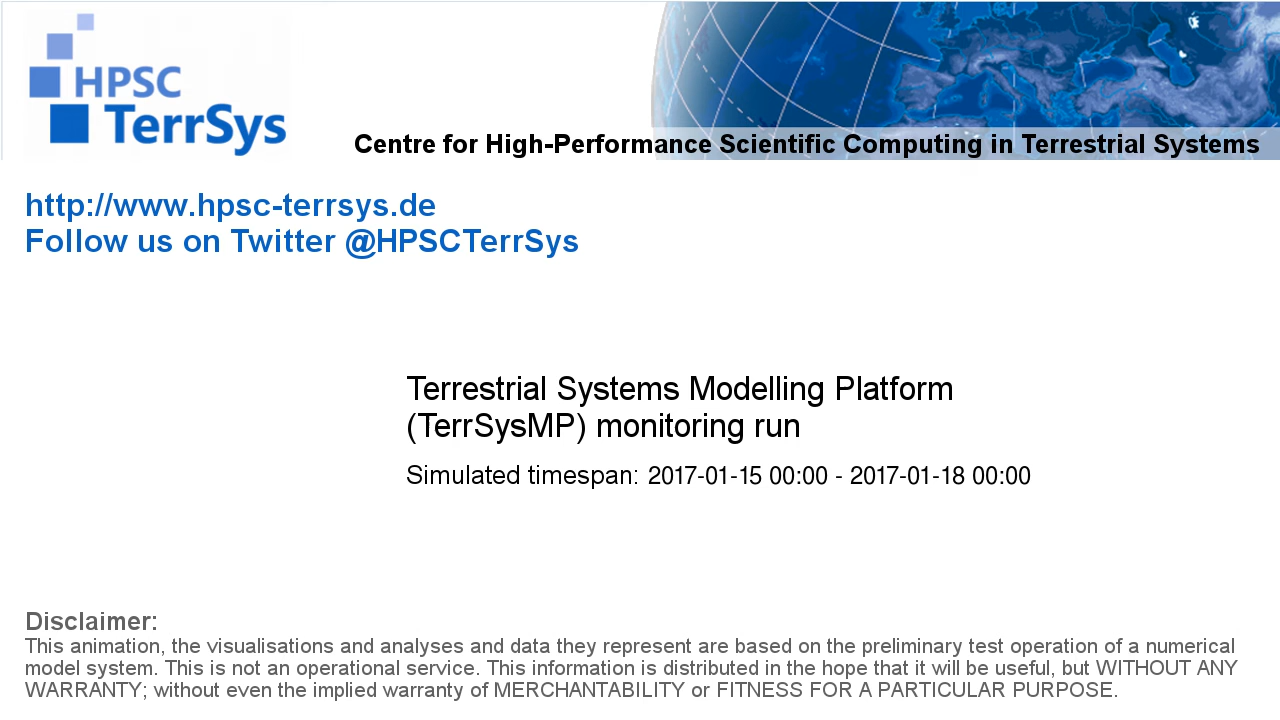 HPSC
TerrSys
Centre for High-Performance Scientific Computing in Terrestrial Systems
http://www.hpsc-terrsys.de
Follow us on Twitter @HPSCTerrSys
Terrestrial Systems Modelling Platform
(TerrSysMP) monitoring run
Simulated timespan: 2017-01-15 00:00 - 2017-01-18 00:00
Disclaimer:
This animation, the visualisations and analyses and data they represent are based on the preliminary test operation of a numerical
model system. This is not an operational service. This information is distributed in the hope that it will be useful, but WITHOUT ANY
WARRANTY; without even the implied warranty of MERCHANTABILITY or FITNESS FOR A PARTICULAR PURPOSE.